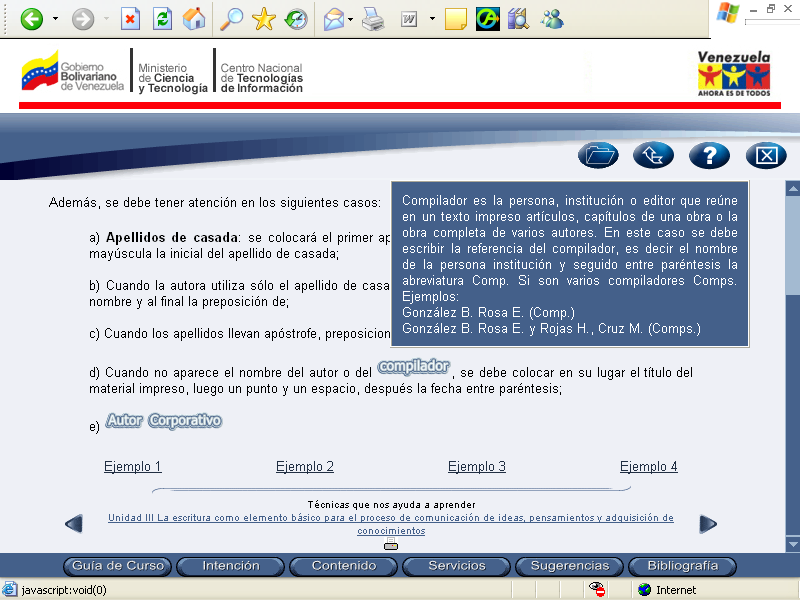 Gobierno
Bolivariano
de Venezuela
Ministerio
de Ciencia
y Tecnología
Centro Nacional
de Tecnologías
de Información
Venezuela
AHORA ES DE TODOS
Además, se debe tener atención en los siguientes casos:
a) Apellidos de casada: se colocará el primer ap
mayúscula la inicial del apellido de casada;
b) Cuando la autora utiliza sólo el apellido de casa
nombre y al final la preposición de;
c) Cuando los apellidos llevan apóstrofe, preposicion
Compilador es la persona, institución o editor que reúne
en un texto impreso artículos, capítulos de una obra o la
obra completa de varios autores. En este caso se debe
escribir la referencia del compilador, es decir el nombre
de la persona institución y seguido entre paréntesis la
abreviatura Comp. Si son varios compiladores Comps.
Ejemplos:
González B. Rosa E. (Comp.)
González B. Rosa E. y Rojas H., Cruz M. (Comps.)
d) Cuando no aparece el nombre del autor o del compilador, se debe colocar en su lugar el título del
material impreso, luego un punto y un espacio, después la fecha entre paréntesis;
e) Autor Corporativo
Ejemplo 1 Ejemplo 2 Ejemplo 3 Ejemplo 4
Técnicas que nos ayuda a aprender
Unidad III La escritura como elemento básico para el proceso de comunicación de ideas, pensamientos y adquisición de
conocimientos
Guía de Curso Intención Contenido Servicios Sugerencias Bibliografía
javascript:void(0) Internet